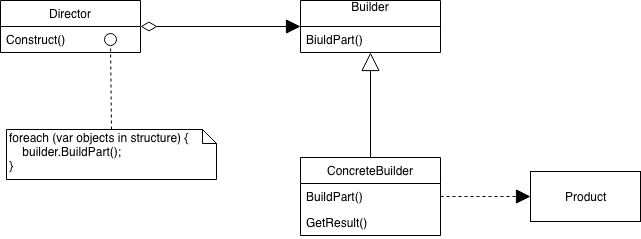 Director
Construct()
Builder
BiuldPart()
foreach (var objects in structure) {
    builder.BuildPart();
}
ConcreteBuilder
BuildPart()
GetResult()
Product